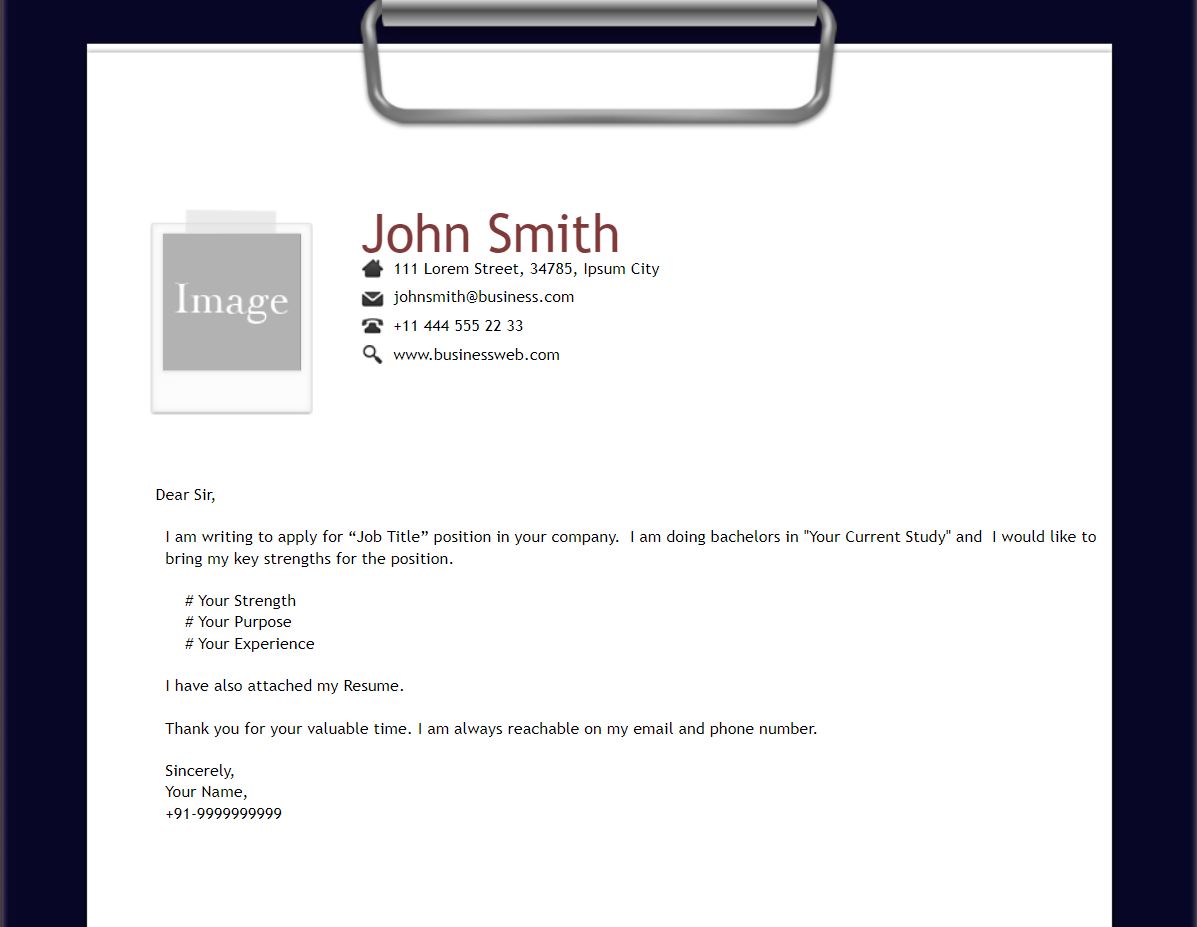 Image
John Smith
111 Lorem Street, 34785, Ipsum City
johnsmith@business.com
+11 444 555 22 33
www.businessweb.com
Dear Sir,
I am writing to apply for “Job Title” position in your company.  I am doing bachelors in "Your Current Study" and  I would like to
bring my key strengths for the position.
# Your Strength
# Your Purpose
# Your Experience
I have also attached my Resume.
Thank you for your valuable time. I am always reachable on my email and phone number.
Sincerely,
Your Name,
+91-9999999999